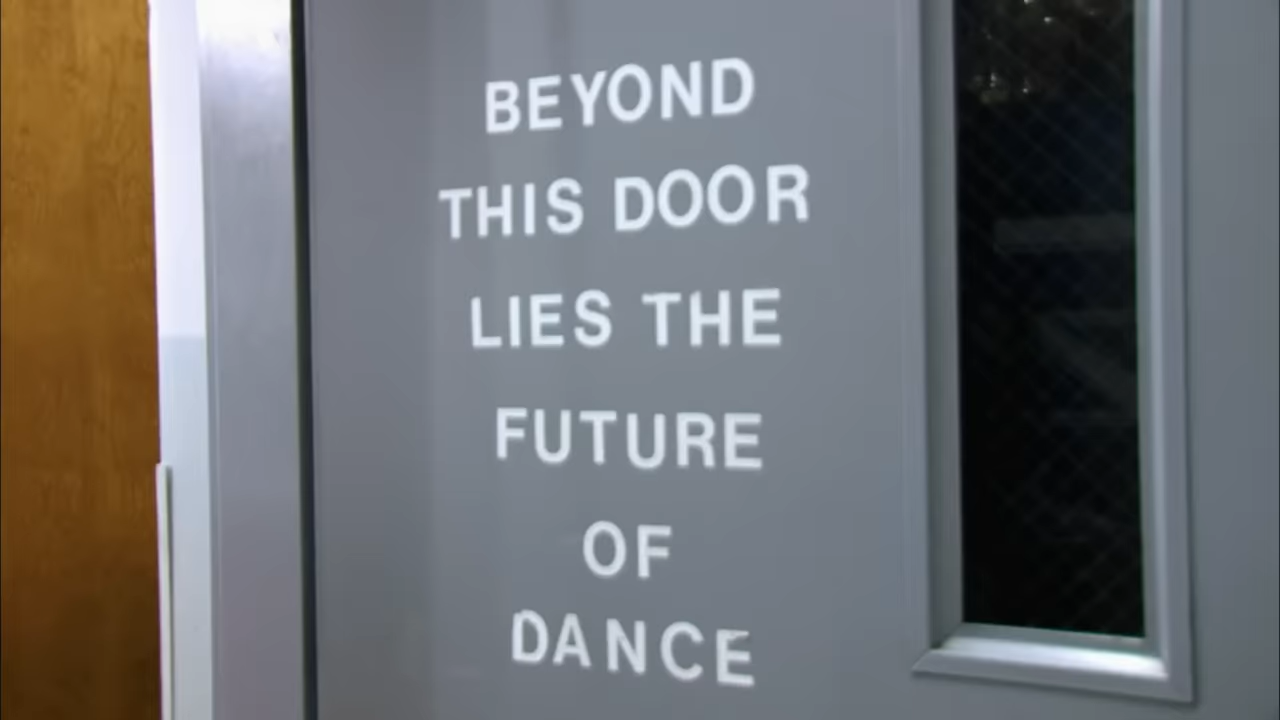 BEYOND
THIS DOOR
LIES THE
FUTURE
OF
DANCE